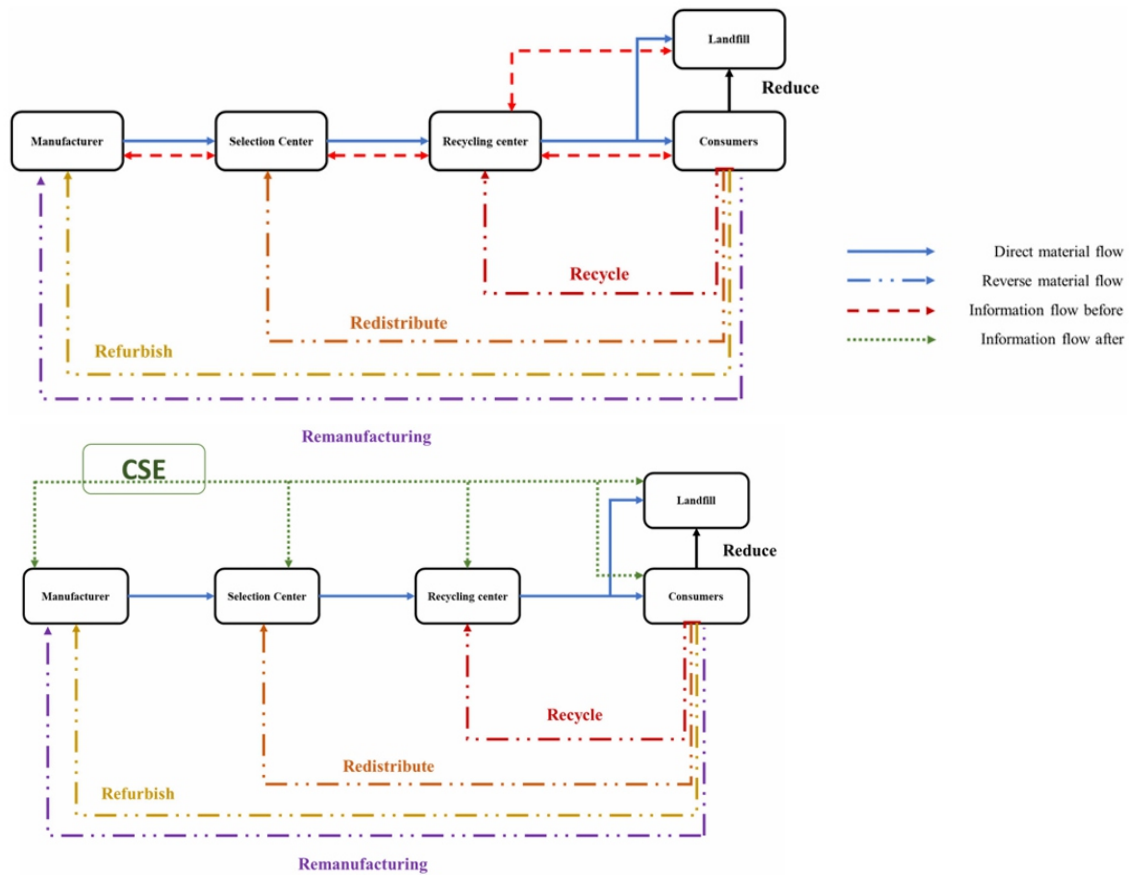 Landfill
Reduce
Manufacturer
Selection Center
Recycling center
Consumers
Direct material flow
Recycle
Reverse material flow
Information flow before
Redistribute
Information flow after
Refurbish
Remanufacturing
CSE
Landfill
Reduce
Manufacturer
Selection Center
Recycling center
Consumers
Recycle
Redistribute
Refurbish
Remanufacturing